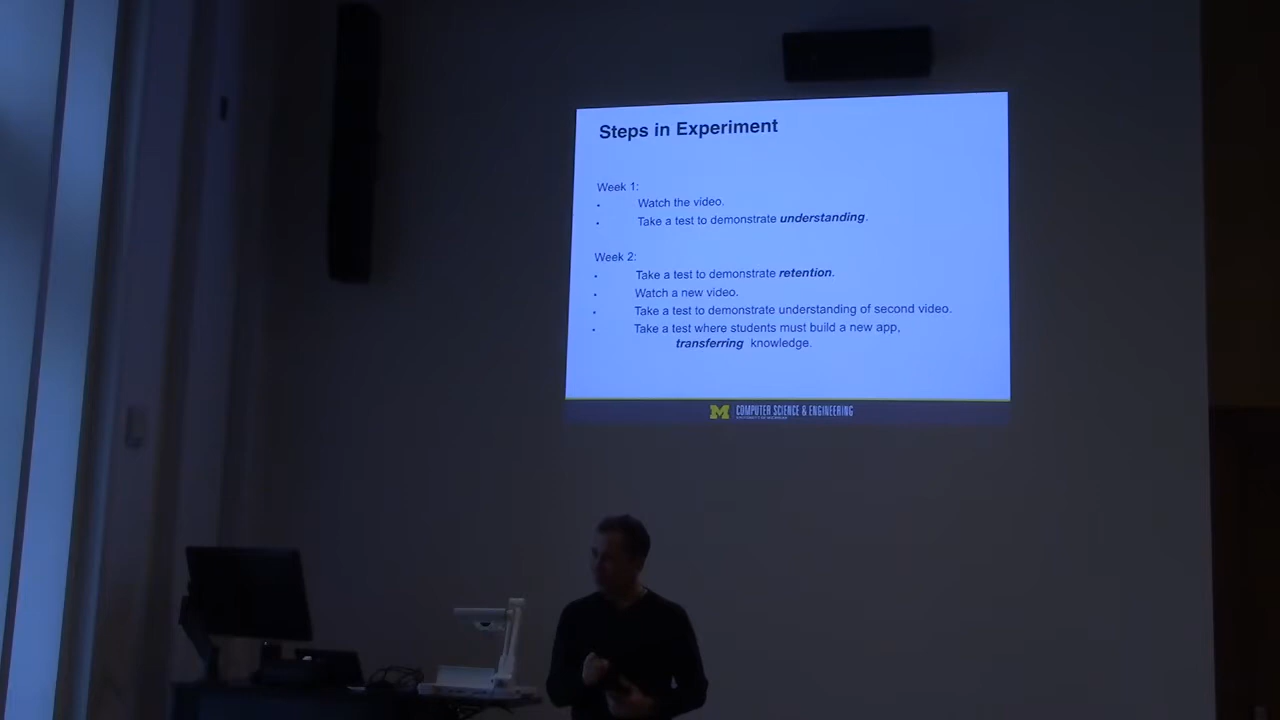 Steps in Experiment
Week 1:
• Watch the video.
• Take a test to demonstrate understanding.
Week 2:
• Take a test to demonstrate retention.
• Watch a new video.
• Take a test to demonstrate understanding of second video.
• Take a test where students must build a new app,
transferring knowledge.
M COMPUTER SCIENCE & ENGINEERING